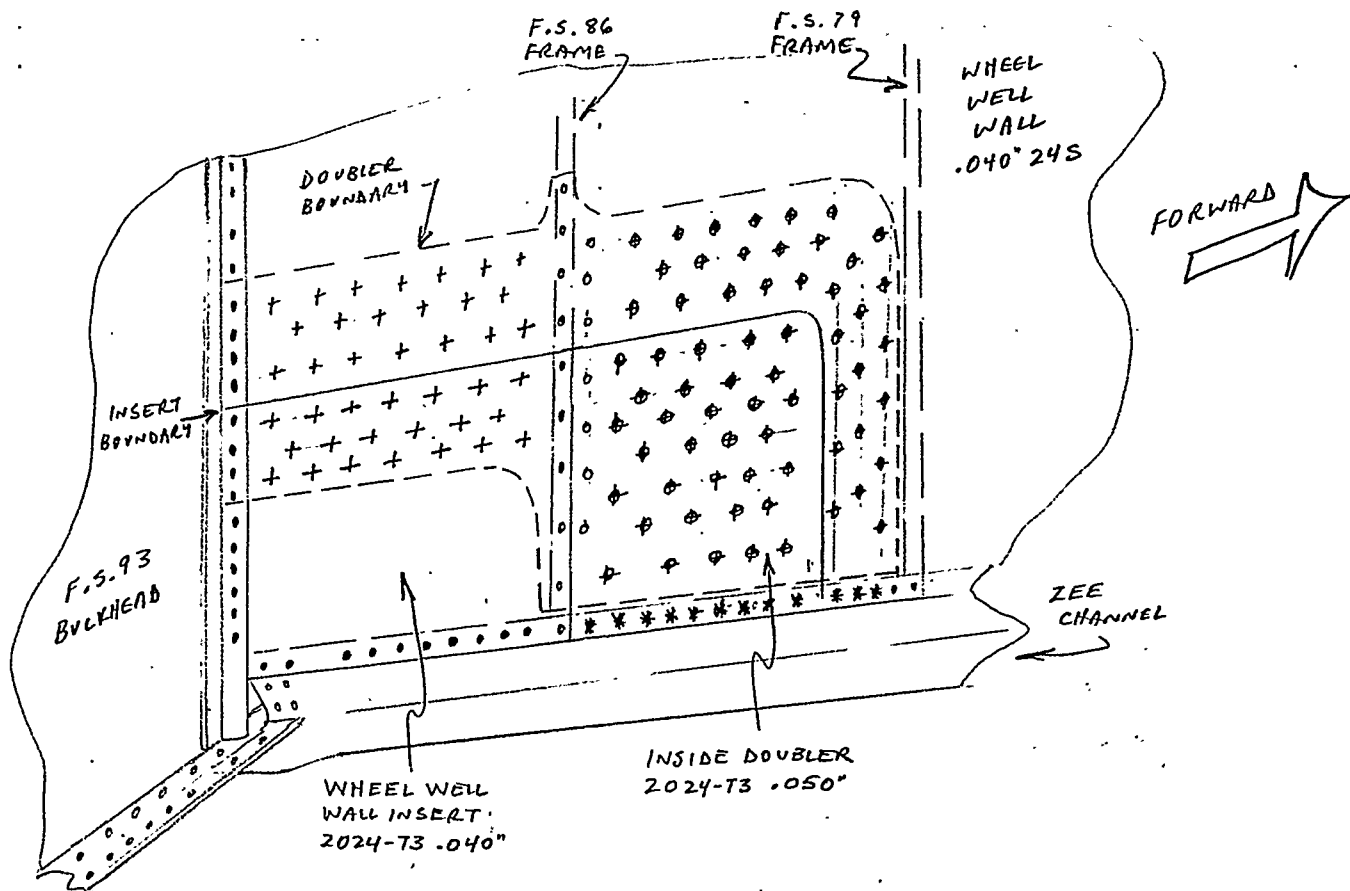 F.S. 86
FRAME
F.S. 79
FRAME
WHEEL
WELL
WALL
.040" 24S
DOUBLER
BOUNDARY
FORWARD
INSERT
BOUNDARY
F.S. 93
BULKHEAD
ZEE
CHANNEL
WHEEL WELL
WALL INSERT
2024-T3 .040"
INSIDE DOUBLER
2024-T3 .050"